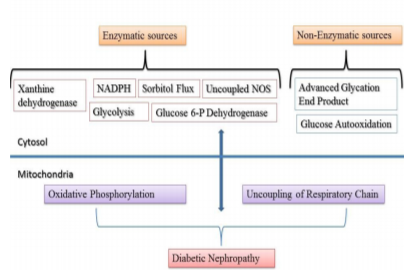 Enzymatic sources
Non-Enzymatic sources
Xanthine
dehydrogenase
NADPH
Sorbitol Flux
Uncoupled NOS
Glycolysis
Glucose 6-P Dehydrogenase
Advanced Glycation
End Product
Glucose Autooxidation
Cytosol
Mitochondria
Oxidative Phosphorylation
Uncoupling of Respiratory Chain
Diabetic Nephropathy